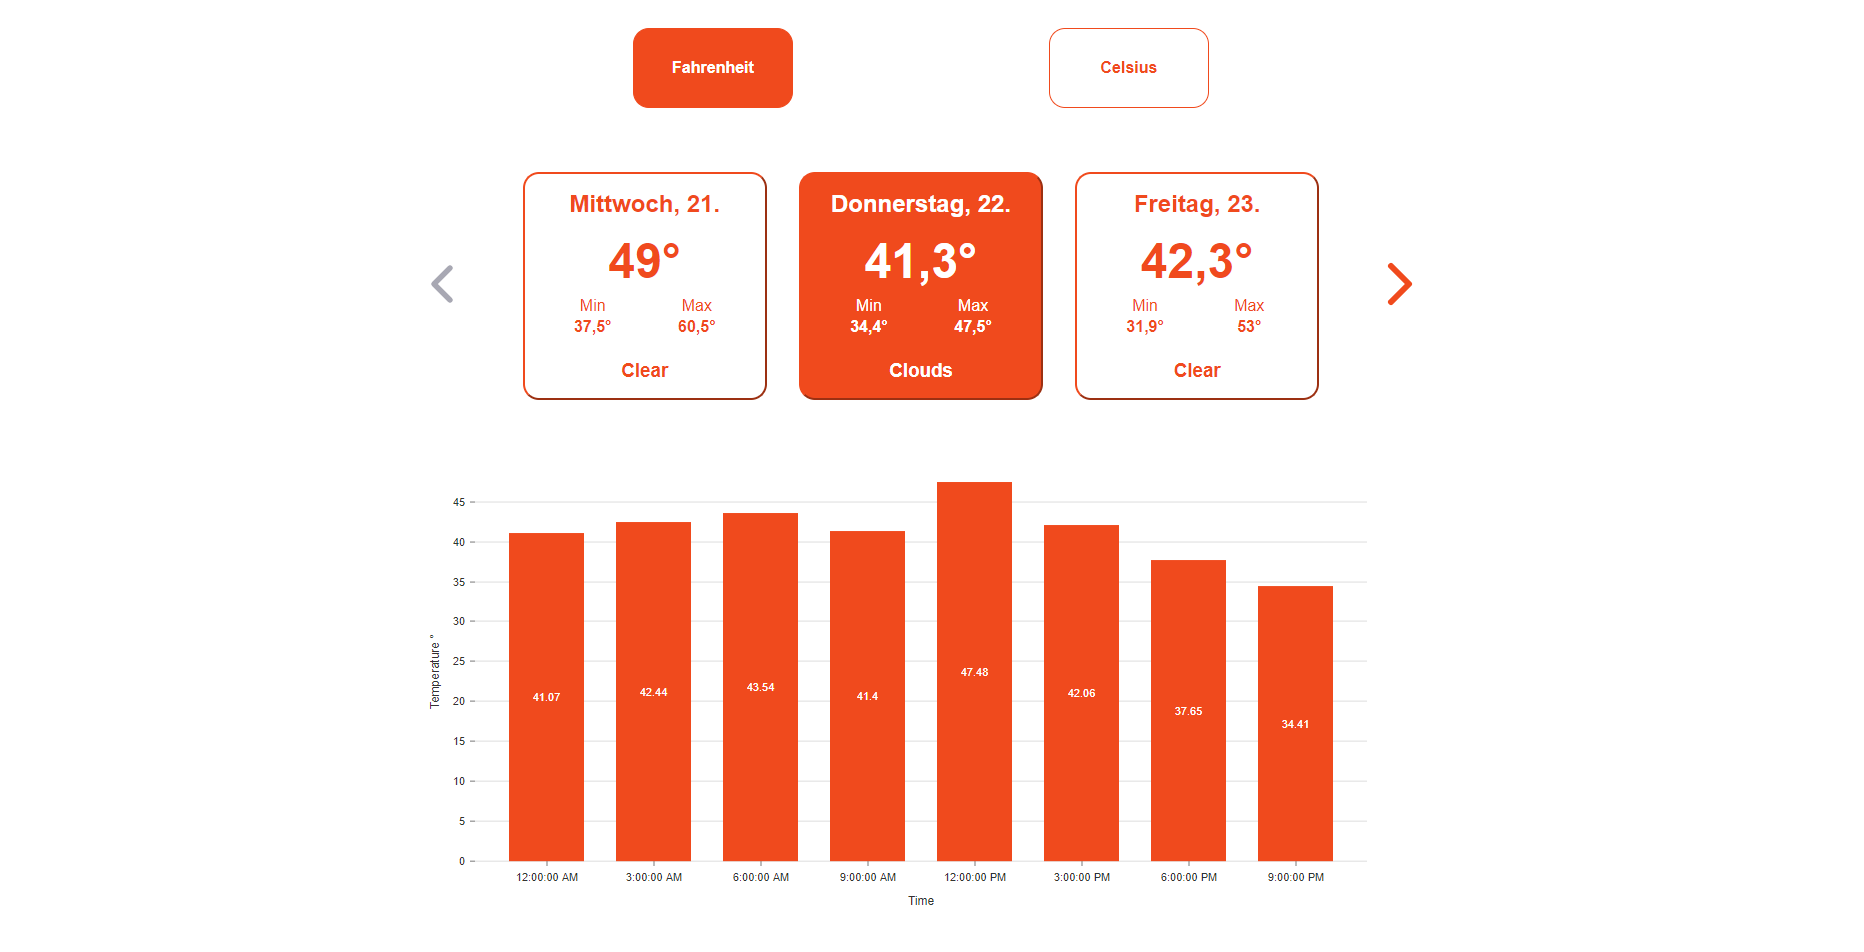 Fahrenheit
Celsius
Mittwoch, 21.
49°
Min Max
37,5° 60,5°
Clear
Donnerstag, 22.
41,3°
Min Max
34,4° 47,5°
Clouds
Freitag, 23.
42,3°
Min Max
31,9° 53°
Clear
Temperature °
45
40
35
30
25
20
15
10
5
0
41.07
42.44
43.54
41.4
47.48
42.06
37.65
34.41
12:00:00 AM 3:00:00 AM 6:00:00 AM 9:00:00 AM 12:00:00 PM 3:00:00 PM 6:00:00 PM 9:00:00 PM
Time